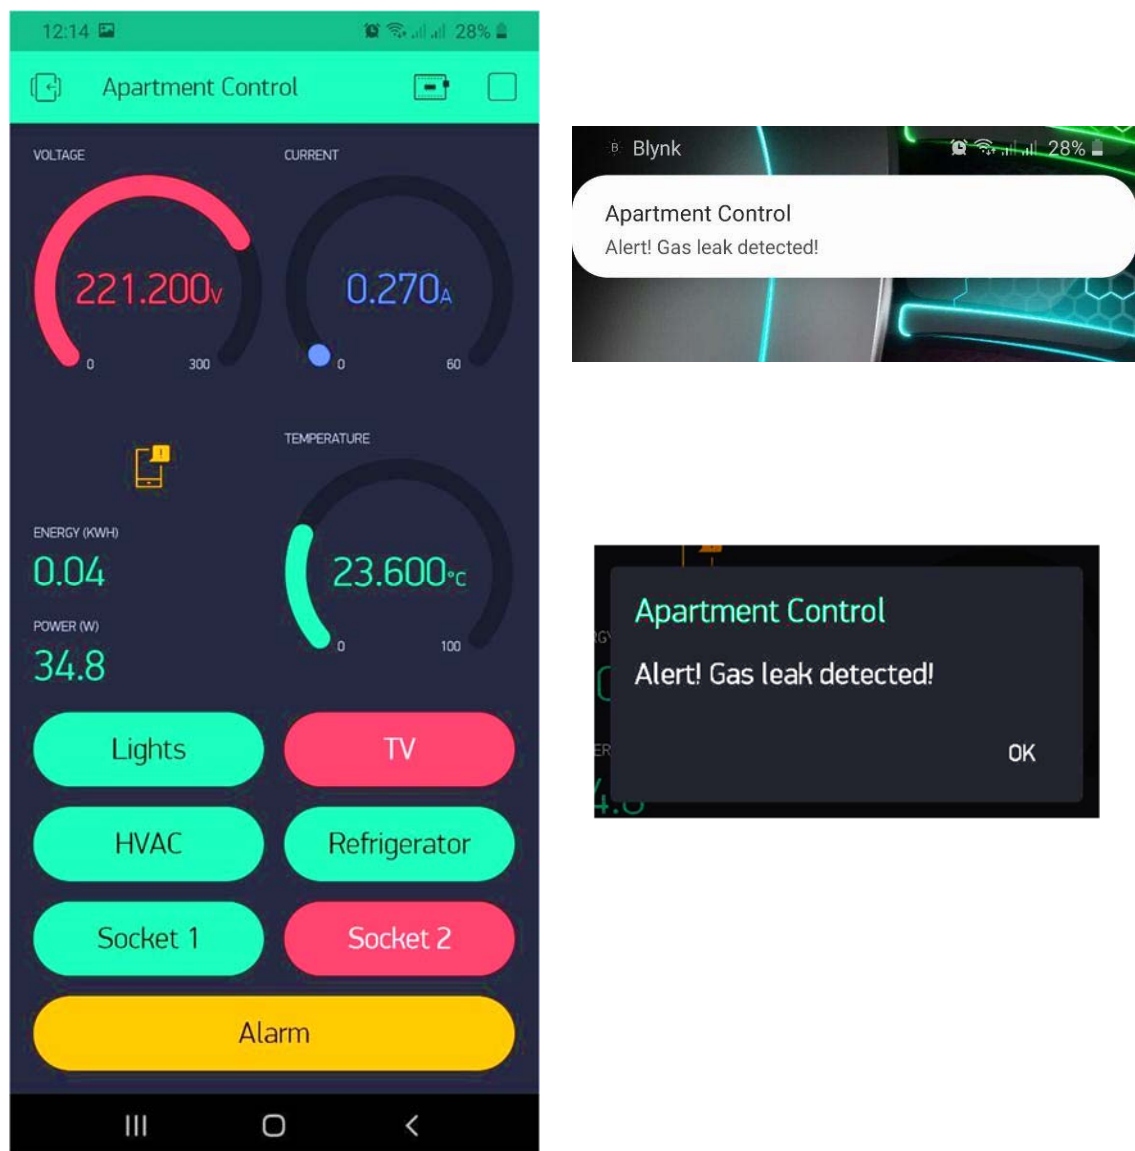 12:14
28%
Apartment Control
VOLTAGE
CURRENT
221.200V
0.270A
0
300
0
60
TEMPERATURE
ENERGY (KWH)
0.04
23.600°C
POWER (W)
34.8
0
100
Lights
TV
HVAC
Refrigerator
Socket 1
Socket 2
Alarm
B Blynk
28%
Apartment Control
Alert! Gas leak detected!
Apartment Control
Alert! Gas leak detected!
OK